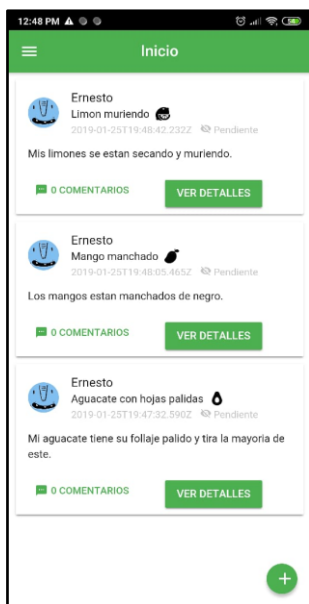 12:48 PM
Inicio
Ernesto
Limon muriendo
2019-01-25T19:48:42.232Z Pendiente
Mis limones se estan secando y muriendo.
0 COMENTARIOS VER DETALLES
Ernesto
Mango manchado
2019-01-25T19:48:05.465Z Pendiente
Los mangos estan manchados de negro.
0 COMENTARIOS VER DETALLES
Ernesto
Aguacate con hojas palidas
2019-01-25T19:47:32.590Z Pendiente
Mi aguacate tiene su follaje palido y tira la mayoria de
este.
0 COMENTARIOS VER DETALLES
+